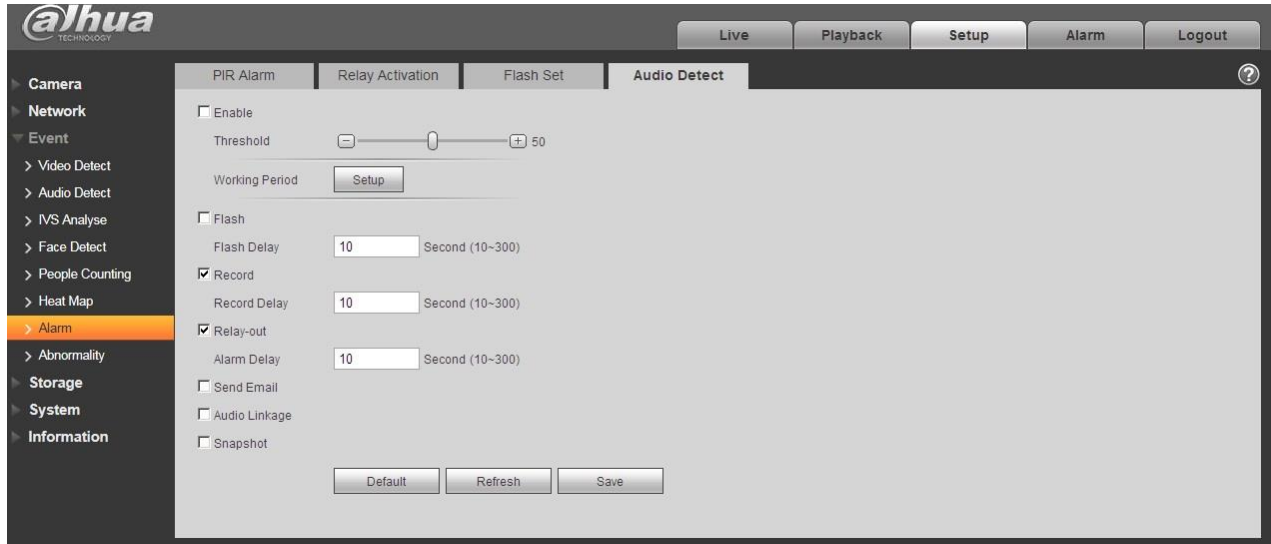 alhua
TECHNOLOGY
Live Playback Setup Alarm Logout
PIR Alarm Relay Activation Flash Set Audio Detect ?
Camera
Network
Event
> Video Detect
> Audio Detect
> IVS Analyse
> Face Detect
> People Counting
> Heat Map
> Alarm
> Abnormality
Storage
System
Information
Enable
Threshold 50
Working Period Setup
Flash
Flash Delay 10 Second (10~300)
Record
Record Delay 10 Second (10~300)
Relay-out
Alarm Delay 10 Second (10~300)
Send Email
Audio Linkage
Snapshot
Default Refresh Save